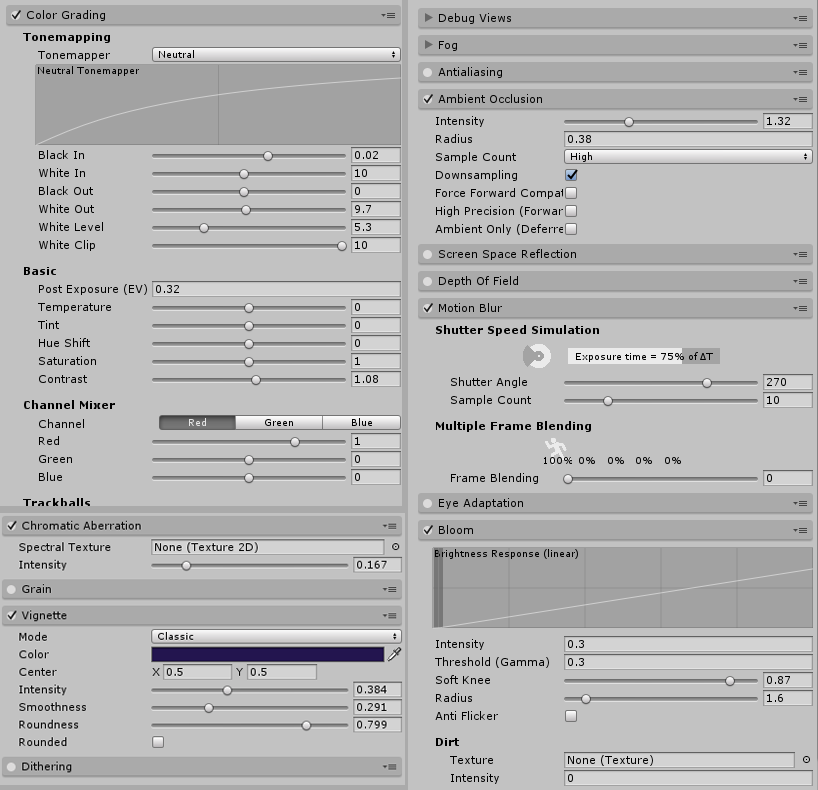 Color Grading
Tonemapping
Tonemapper Neutral
Neutral Tonemapper
Black In 0.02
White In 10
Black Out 0
White Out 9.7
White Level 5.3
White Clip 10
Basic
Post Exposure (EV) 0.32
Temperature 0
Tint 0
Hue Shift 0
Saturation 1
Contrast 1.08
Channel Mixer
Channel Red Green Blue
Red 1
Green 0
Blue 0
Trackballs
Chromatic Aberration
Spectral Texture None (Texture 2D)
Intensity 0.167
Grain
Vignette
Mode Classic
Color
Center X 0.5 Y 0.5
Intensity 0.384
Smoothness 0.291
Roundness 0.799
Rounded
Dithering
Debug Views
Fog
Antialiasing
Ambient Occlusion
Intensity 1.32
Radius 0.38
Sample Count High
Downsampling
Force Forward Compat
High Precision (Forwar
Ambient Only (Deferre
Screen Space Reflection
Depth Of Field
Motion Blur
Shutter Speed Simulation
Exposure time = 75% of ΔT
Shutter Angle 270
Sample Count 10
Multiple Frame Blending
100% 0% 0% 0% 0%
Frame Blending 0
Eye Adaptation
Bloom
Brightness Response (linear)
Intensity 0.3
Threshold (Gamma) 0.3
Soft Knee 0.87
Radius 1.6
Anti Flicker
Dirt
Texture None (Texture)
Intensity 0